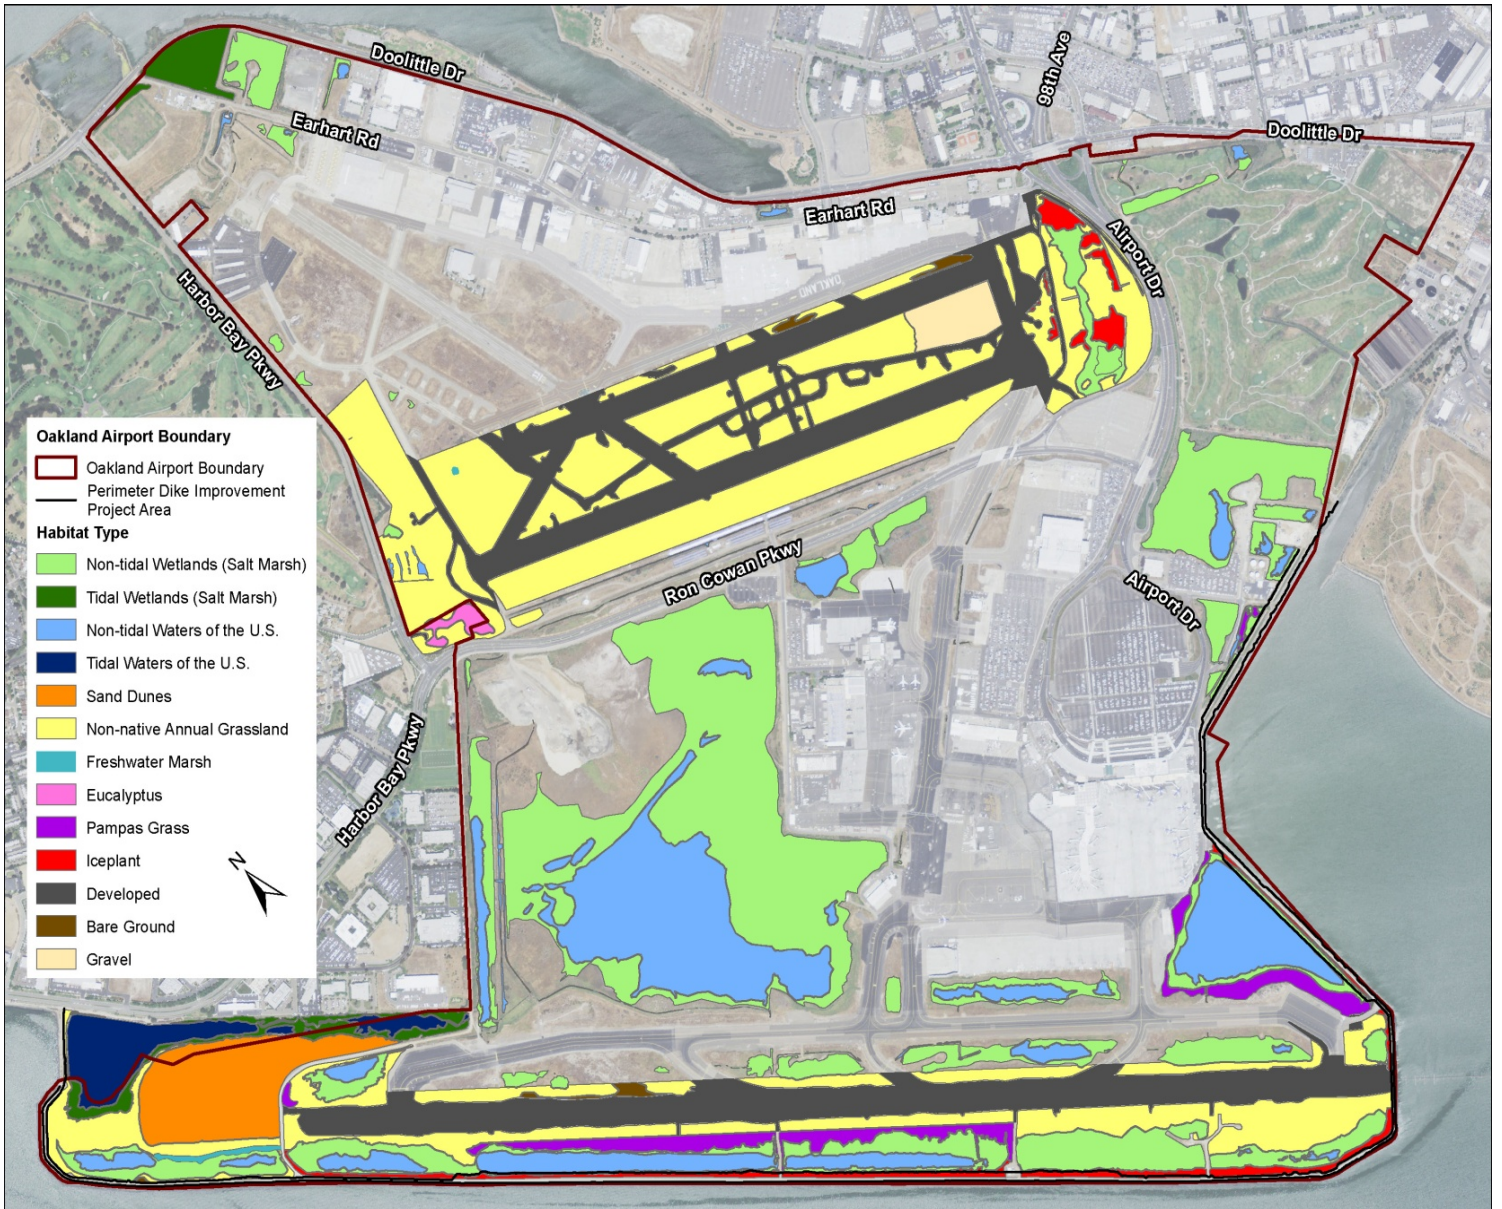 98th Ave
Doolittle Dr
Doolittle Dr
Earhart Rd
Earhart Rd
Airport Dr
Harbor Bay Pkwy
OAKLAND
Oakland Airport Boundary
Oakland Airport Boundary
Perimeter Dike Improvement
Project Area
Habitat Type
Non-tidal Wetlands (Salt Marsh)
Tidal Wetlands (Salt Marsh)
Non-tidal Waters of the U.S.
Tidal Waters of the U.S.
Sand Dunes
Non-native Annual Grassland
Freshwater Marsh
Eucalyptus
Pampas Grass
Iceplant
Developed
Bare Ground
Gravel
N
Ron Cowan Pkwy
Airport Dr
Harbor Bay Pkwy